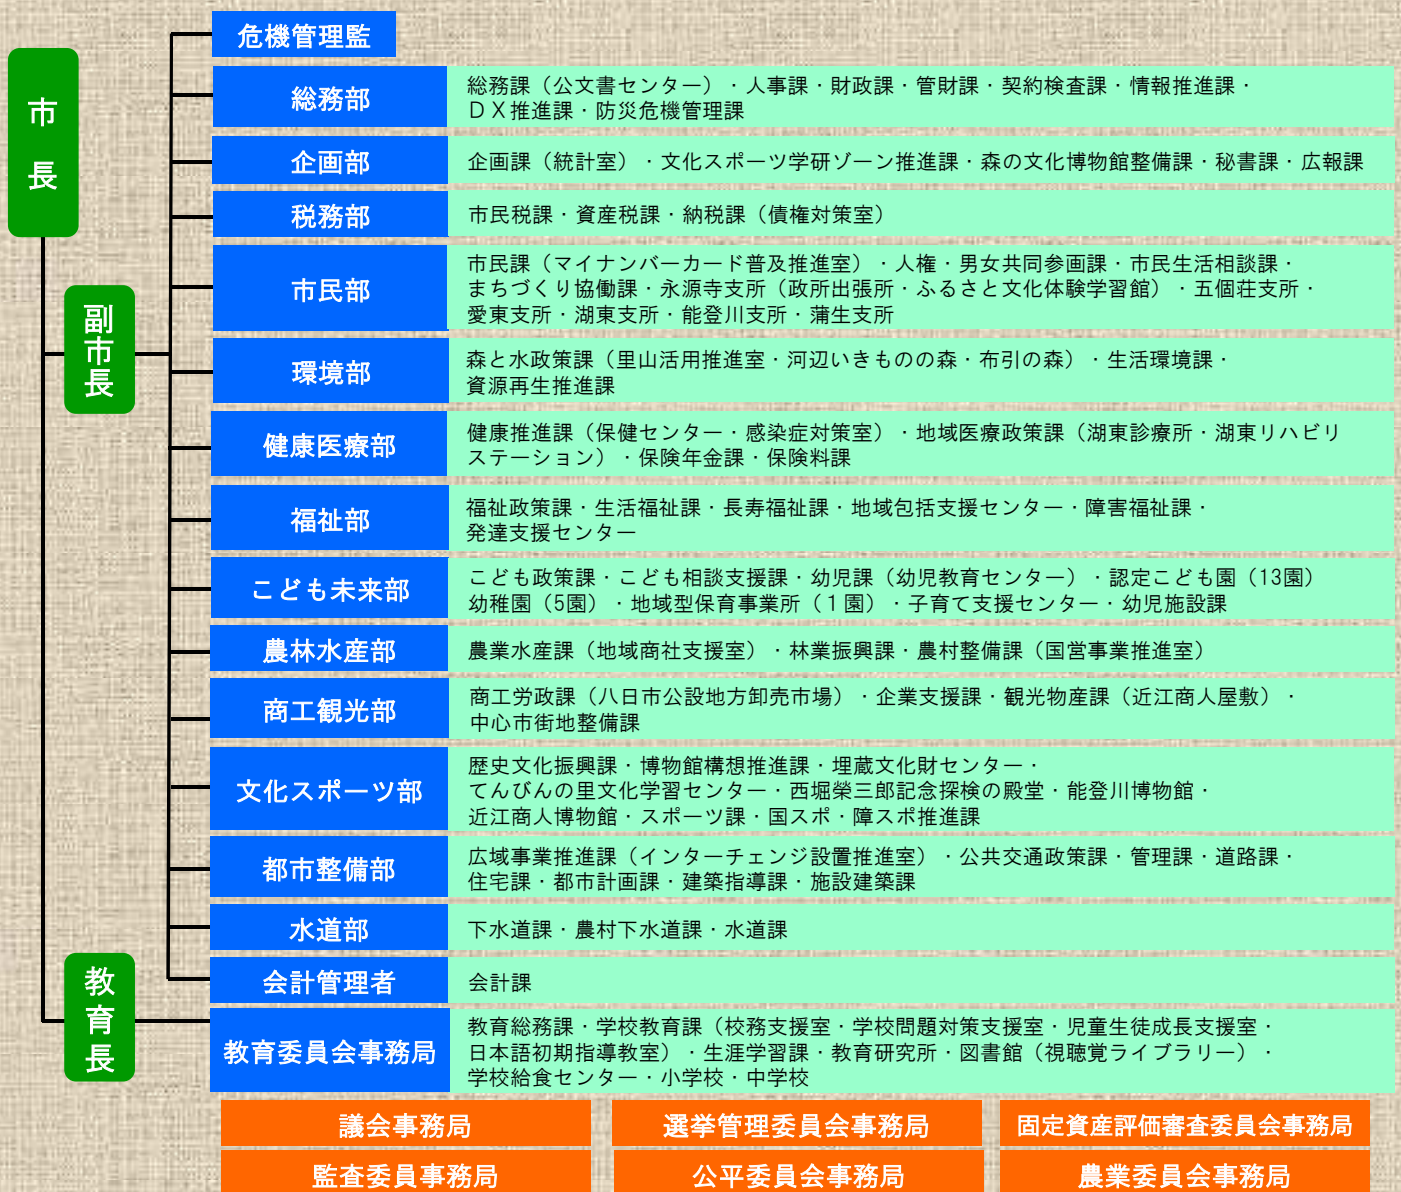 市長
副市長
教育長
危機管理監
総務部
総務課（公文書センター）・人事課・財政課・管財課・契約検査課・情報推進課・
ＤＸ推進課・防災危機管理課
企画部
企画課（統計室）・文化スポーツ学研ゾーン推進課・森の文化博物館整備課・秘書課・広報課
税務部
市民税課・資産税課・納税課（債権対策室）
市民部
市民課（マイナンバーカード普及推進室）・人権・男女共同参画課・市民生活相談課・
まちづくり協働課・永源寺支所（政所出張所・ふるさと文化体験学習館）・五個荘支所・
愛東支所・湖東支所・能登川支所・蒲生支所
環境部
森と水政策課（里山活用推進室・河辺いきものの森・布引の森）・生活環境課・
資源再生推進課
健康医療部
健康推進課（保健センター・感染症対策室）・地域医療政策課（湖東診療所・湖東リハビリ
ステーション）・保険年金課・保険料課
福祉部
福祉政策課・生活福祉課・長寿福祉課・地域包括支援センター・障害福祉課・
発達支援センター
こども未来部
こども政策課・こども相談支援課・幼児課（幼児教育センター）・認定こども園（13園）
幼稚園（5園）・地域型保育事業所（１園）・子育て支援センター・幼児施設課
農林水産部
農業水産課（地域商社支援室）・林業振興課・農村整備課（国営事業推進室）
商工観光部
商工労政課（八日市公設地方卸売市場）・企業支援課・観光物産課（近江商人屋敷）・
中心市街地整備課
文化スポーツ部
歴史文化振興課・博物館構想推進課・埋蔵文化財センター・
てんびんの里文化学習センター・西堀榮三郎記念探検の殿堂・能登川博物館・
近江商人博物館・スポーツ課・国スポ・障スポ推進課
都市整備部
広域事業推進課（インターチェンジ設置推進室）・公共交通政策課・管理課・道路課・
住宅課・都市計画課・建築指導課・施設建築課
水道部
下水道課・農村下水道課・水道課
会計管理者
会計課
教育委員会事務局
教育総務課・学校教育課（校務支援室・学校問題対策支援室・児童生徒成長支援室・
日本語初期指導教室）・生涯学習課・教育研究所・図書館（視聴覚ライブラリー）・
学校給食センター・小学校・中学校
議会事務局
選挙管理委員会事務局
固定資産評価審査委員会事務局
監査委員事務局
公平委員会事務局
農業委員会事務局